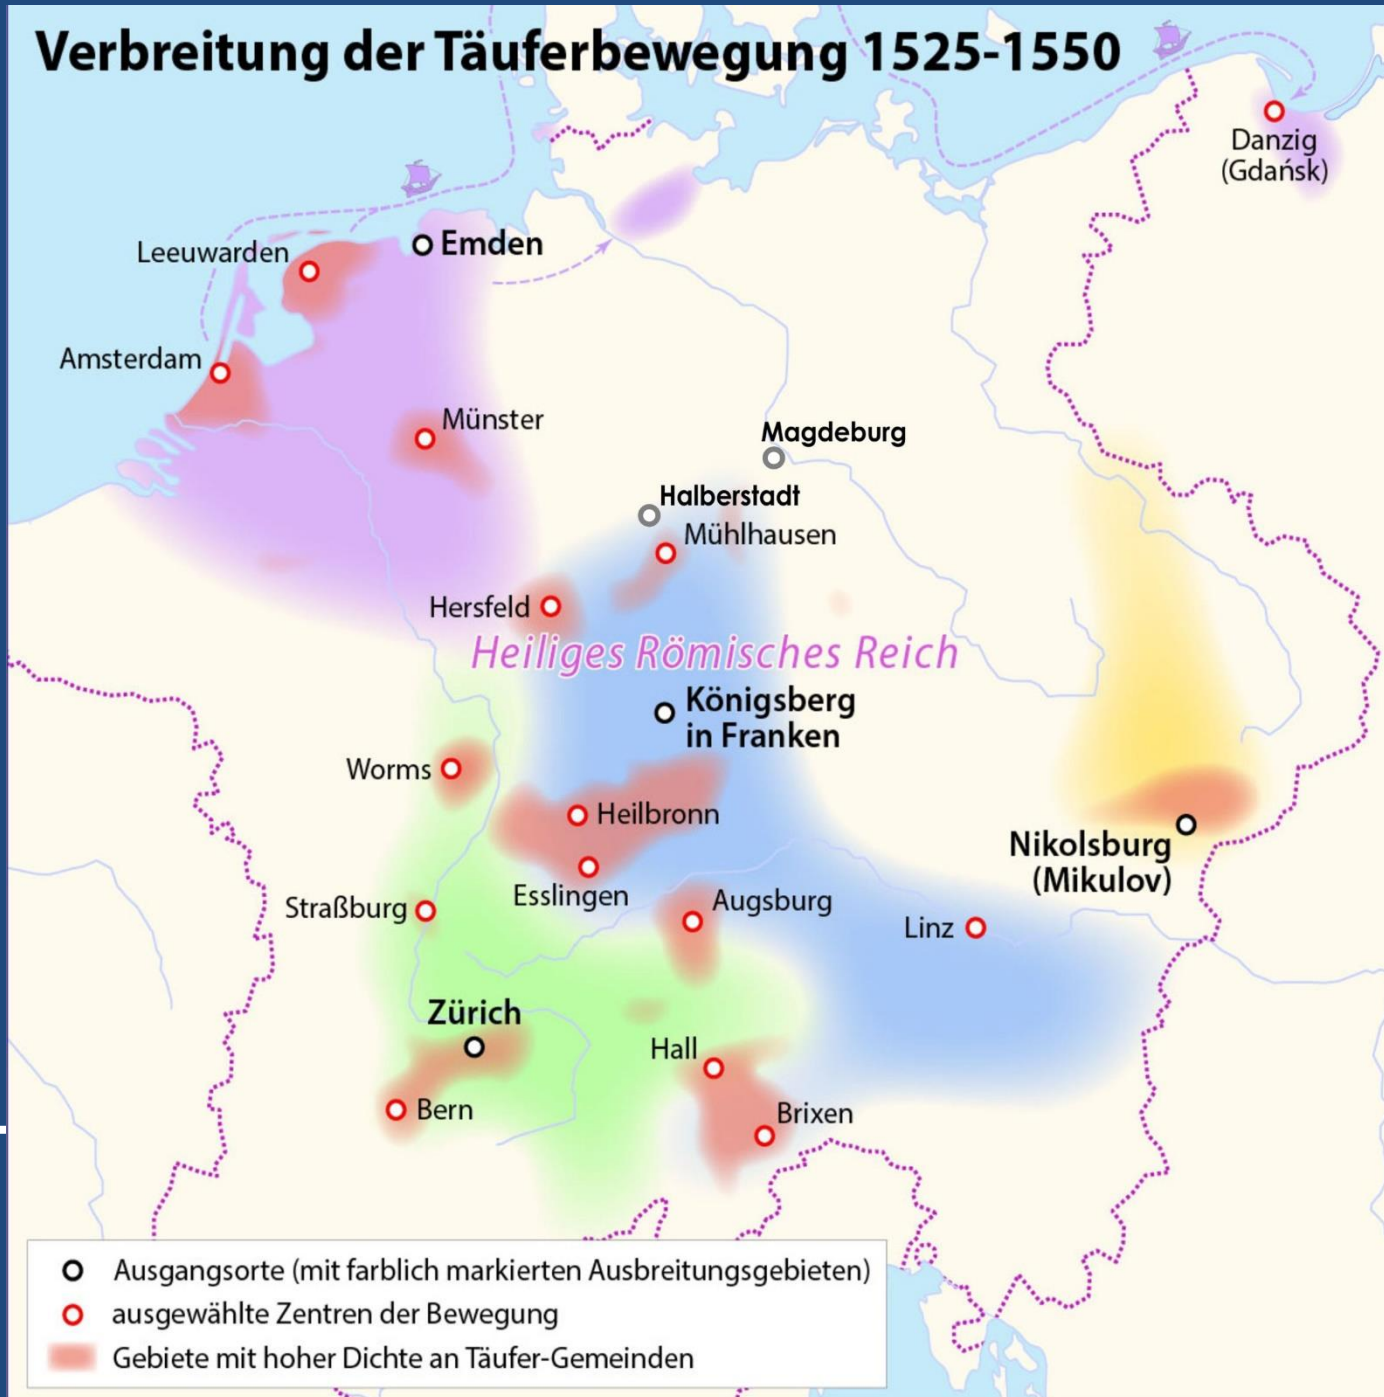 Verbreitung der Täuferbewegung 1525-1550
Danzig
(Gdańsk)
Leeuwarden
Emden
Amsterdam
Münster
Magdeburg
Halberstadt
Mühlhausen
Hersfeld
Heiliges Römisches Reich
Königsberg
in Franken
Worms
Heilbronn
Nikolsburg
(Mikulov)
Esslingen
Straßburg
Augsburg
Linz
Zürich
Hall
Bern
Brixen
Ausgangsorte (mit farblich markierten Ausbreitungsgebieten)
ausgewählte Zentren der Bewegung
Gebiete mit hoher Dichte an Täufer-Gemeinden